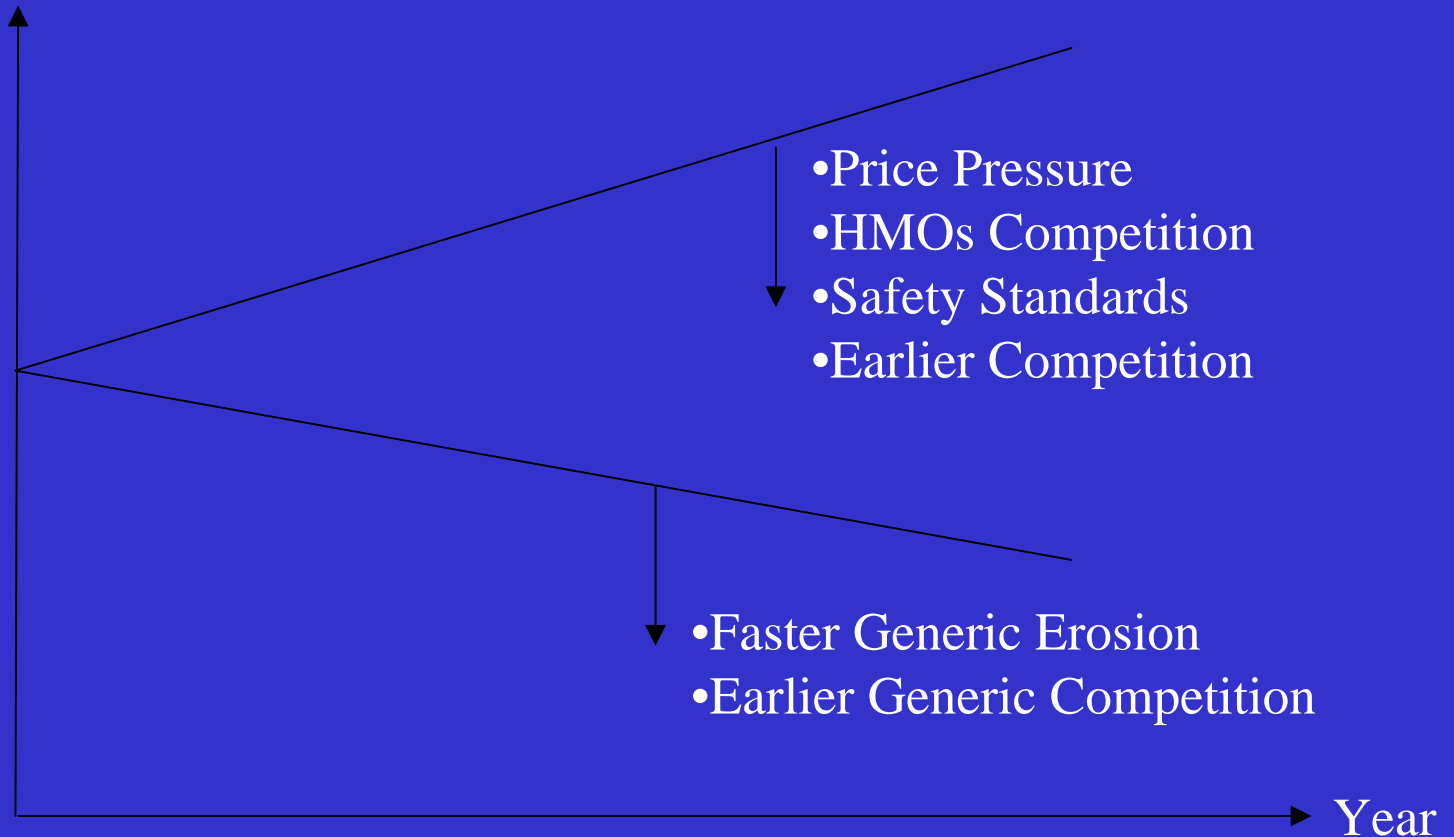 •Price Pressure
•HMOs Competition
•Safety Standards
•Earlier Competition
•Faster Generic Erosion
•Earlier Generic Competition
Year